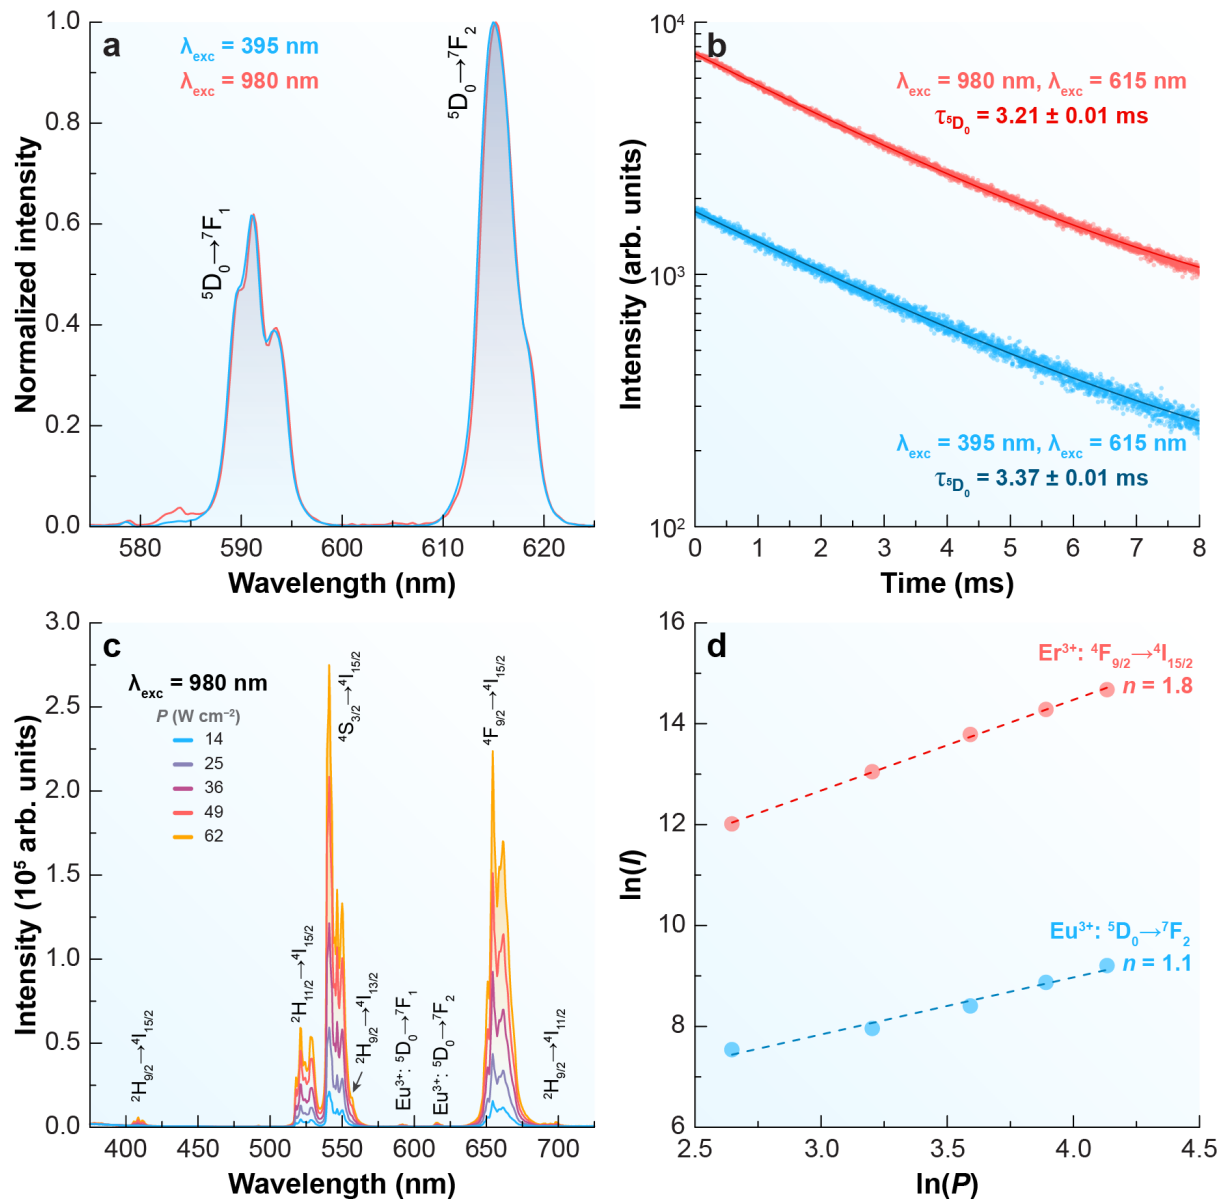 a
λexc = 395 nm
λexc = 980 nm
⁵D₀→⁷F₁
⁵D₀→⁷F₂
Normalized intensity
1.0
0.8
0.6
0.4
0.2
0.0
580 590 600 610 620
Wavelength (nm)
b
λexc = 980 nm, λexc = 615 nm
τ⁵D₀ = 3.21 ± 0.01 ms
λexc = 395 nm, λexc = 615 nm
τ⁵D₀ = 3.37 ± 0.01 ms
Intensity (arb. units)
10⁴
10³
10²
0 1 2 3 4 5 6 7 8
Time (ms)
c
λexc = 980 nm
P (W cm⁻²)
14
25
36
49
62
²H₉/₂→⁴I₁₅/₂
²H₁₁/₂→⁴I₁₅/₂
⁴S₃/₂→⁴I₁₅/₂
²H₉/₂→⁴I₁₃/₂
Eu³⁺: ⁵D₀→⁷F₁
Eu³⁺: ⁵D₀→⁷F₂
⁴F₉/₂→⁴I₁₅/₂
²H₉/₂→⁴I₁₁/₂
Intensity (10⁵ arb. units)
3.0
2.5
2.0
1.5
1.0
0.5
0.0
400 450 500 550 600 650 700
Wavelength (nm)
d
Er³⁺: ⁴F₉/₂→⁴I₁₅/₂
n = 1.8
Eu³⁺: ⁵D₀→⁷F₂
n = 1.1
ln(I)
16
14
12
10
8
6
2.5 3.0 3.5 4.0 4.5
ln(P)